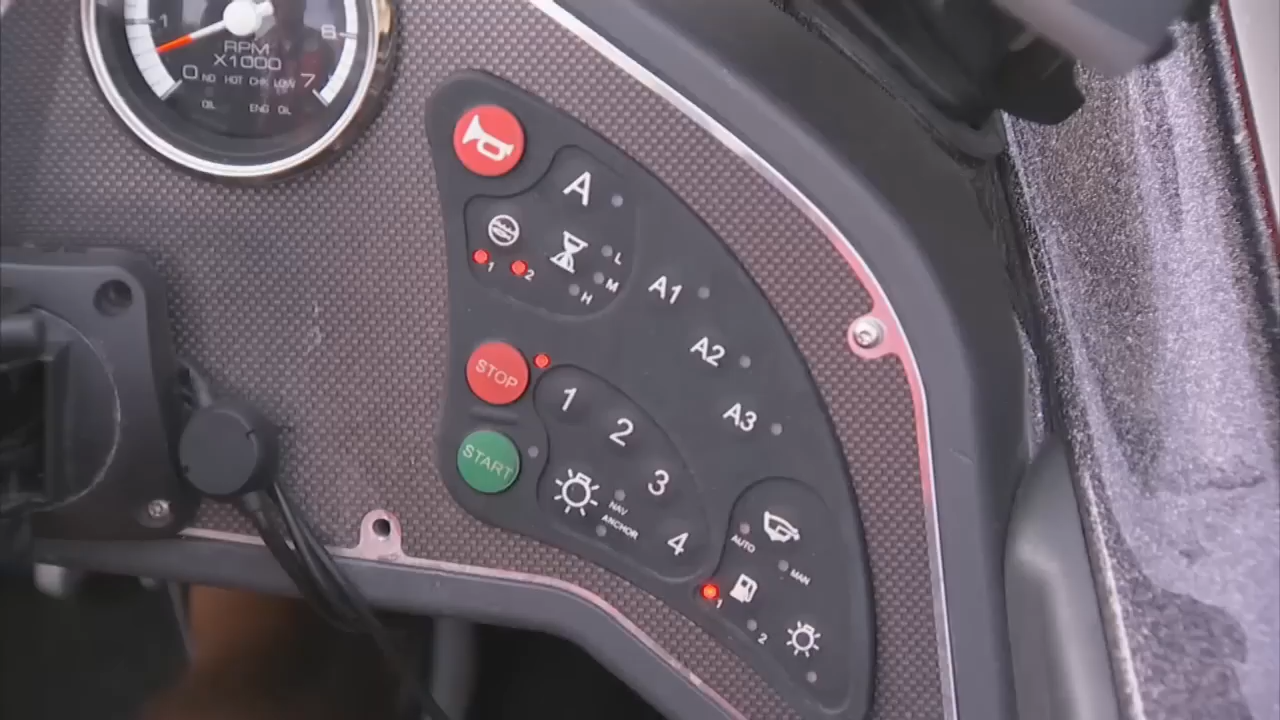 1
8
RPM
X1000
0 NO HOT CHK LOW 7
OIL ENG OIL
A
L
1 2
M
H
A1
A2
STOP
1
A3
2
START
3
NAV
ANCHOR
4
AUTO
MAN
1
2